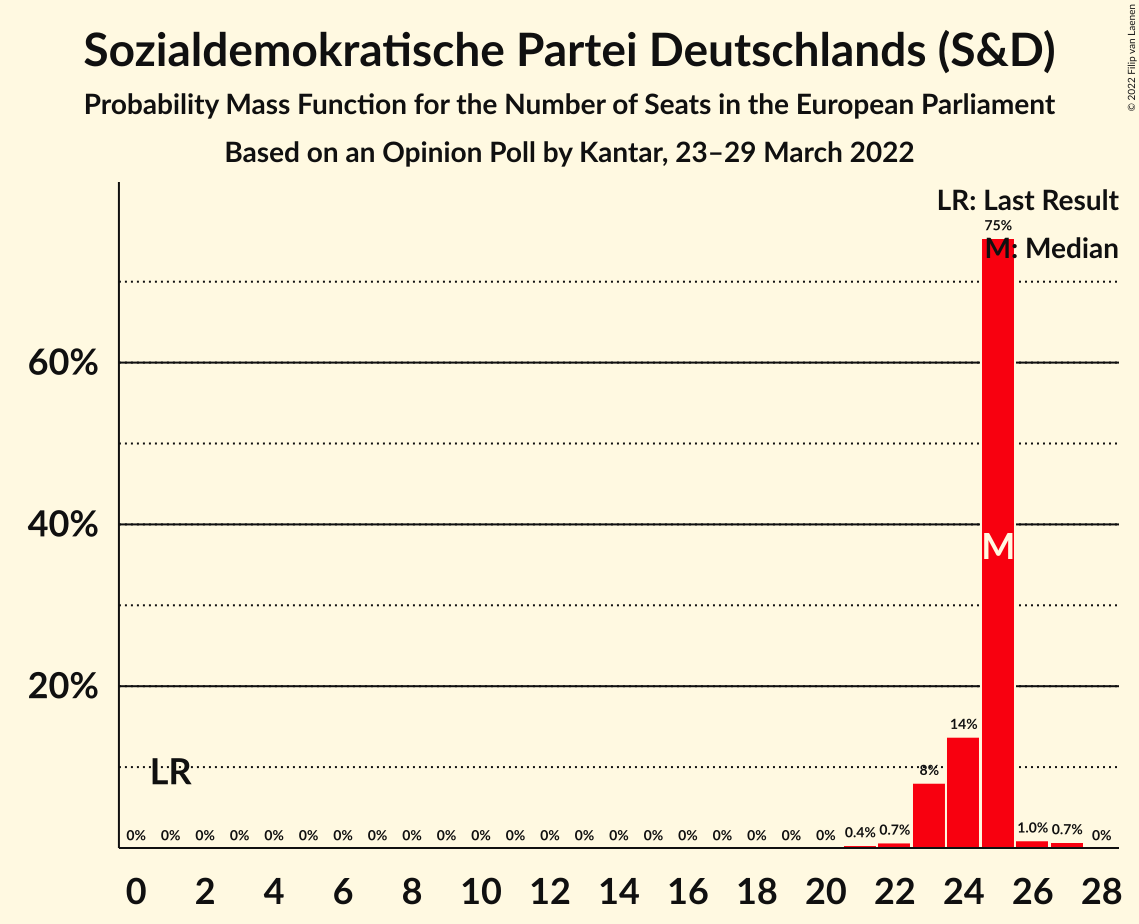 Sozialdemokratische Partei Deutschlands (S&D)
Probability Mass Function for the Number of Seats in the European Parliament
Based on an Opinion Poll by Kantar, 23–29 March 2022
© 2022 Filip van Laenen
LR: Last Result
M: Median
75%
60%
40%
20%
M
LR
14%
8%
0% 0% 0% 0% 0% 0% 0% 0% 0% 0% 0% 0% 0% 0% 0% 0% 0% 0% 0% 0% 0% 0.4% 0.7% 1.0% 0.7% 0%
0 2 4 6 8 10 12 14 16 18 20 22 24 26 28